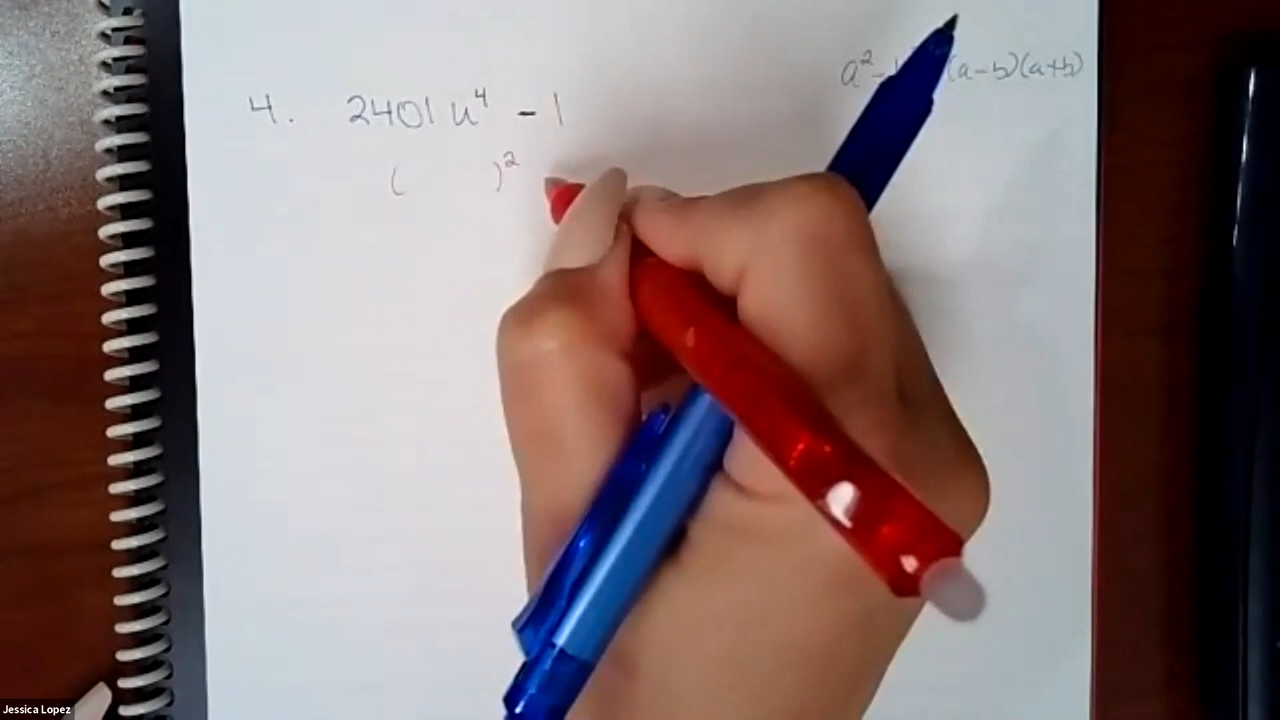 a² - (a-b)(a+b)
4. 2401u⁴ - 1
( )²
Jessica Lopez